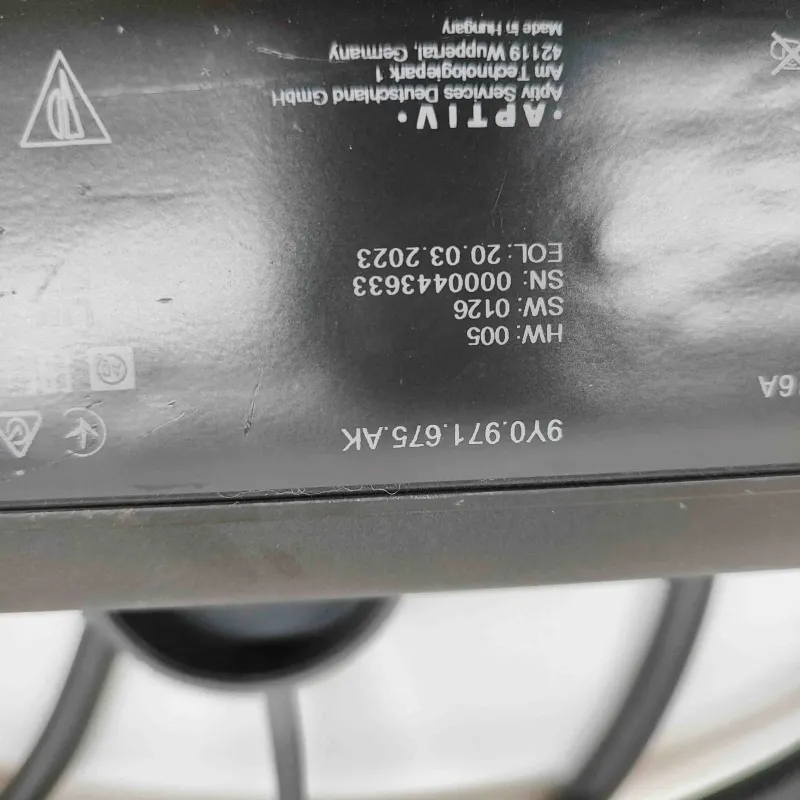 9Y0.971.675.AK
HW: 005
SW: 0126
SN: 0000443633
EOL: 20.03.2023
• A P T I V •
Aptiv Services Deutschland GmbH
Am Technologiepark 1
42119 Wuppertal, Germany
Made in Hungary